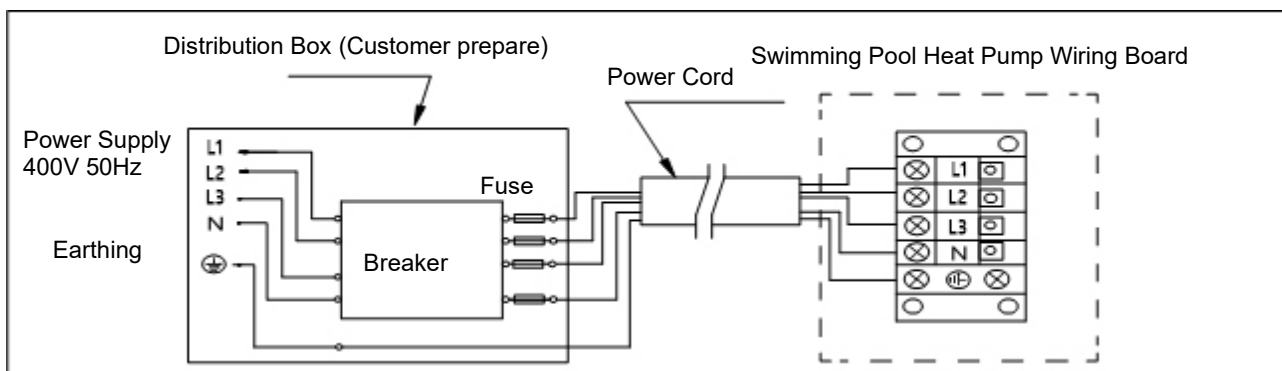 Distribution Box (Customer prepare)
Power Cord
Swimming Pool Heat Pump Wiring Board
Power Supply
400V 50Hz
Earthing
L1
L2
L3
N
Fuse
Breaker
L1
L2
L3
N